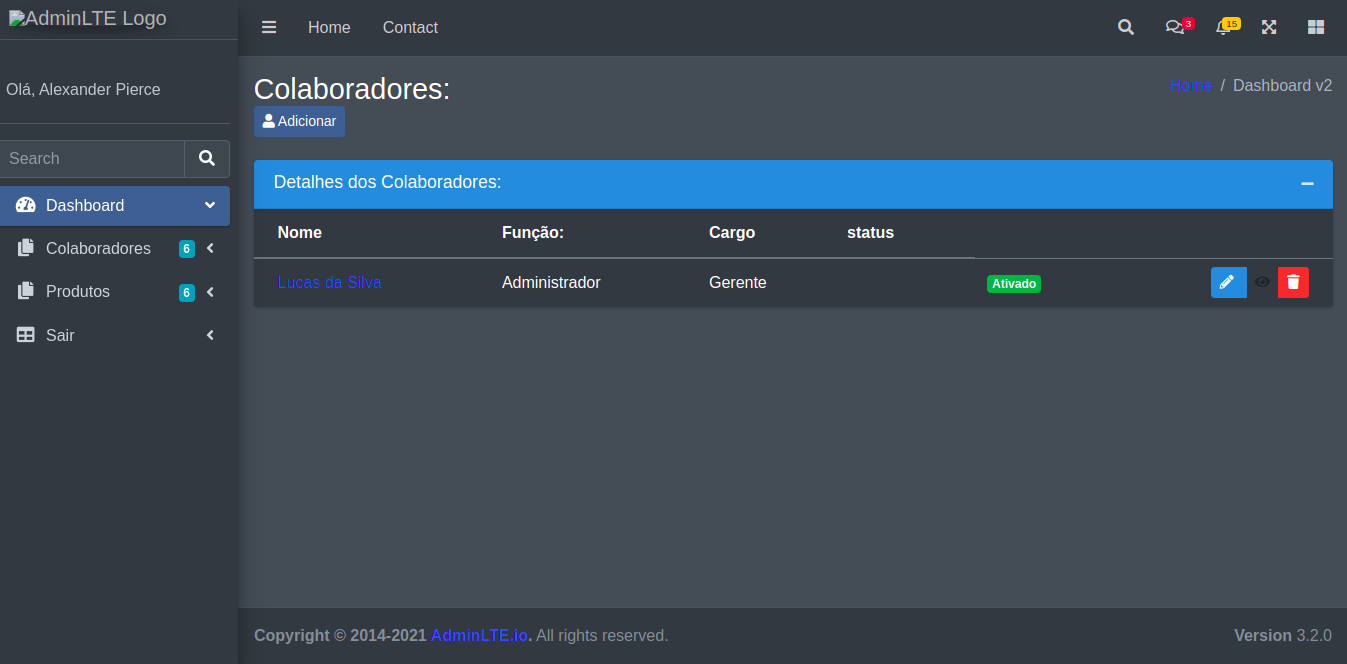 AdminLTE Logo
Home
Contact
3
15
Olá, Alexander Pierce
Search
Dashboard
Colaboradores 6
Produtos 6
Sair
Colaboradores:
Home / Dashboard v2
Adicionar
Detalhes dos Colaboradores:
Nome Função: Cargo status
Lucas da Silva Administrador Gerente Ativado
Copyright © 2014-2021 AdminLTE.io. All rights reserved.
Version 3.2.0